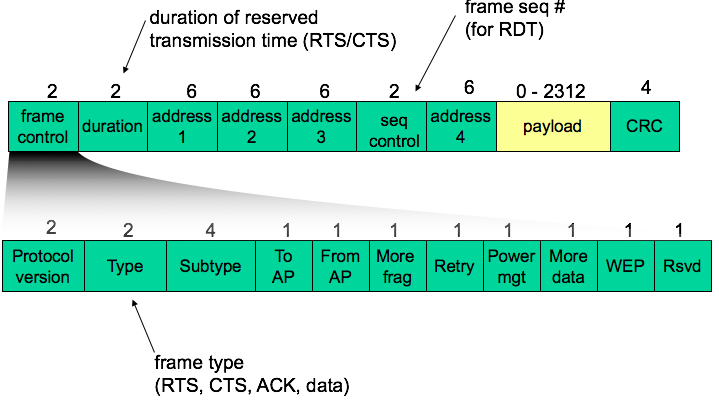 duration of reserved
transmission time (RTS/CTS)
frame seq #
(for RDT)
2 2 6 6 6 2 6 0 - 2312 4
frame
control
duration
address
1
address
2
address
3
seq
control
address
4
payload
CRC
2 2 4 1 1 1 1 1 1 1 1
Protocol
version
Type
Subtype
To
AP
From
AP
More
frag
Retry
Power
mgt
More
data
WEP
Rsvd
frame type
(RTS, CTS, ACK, data)